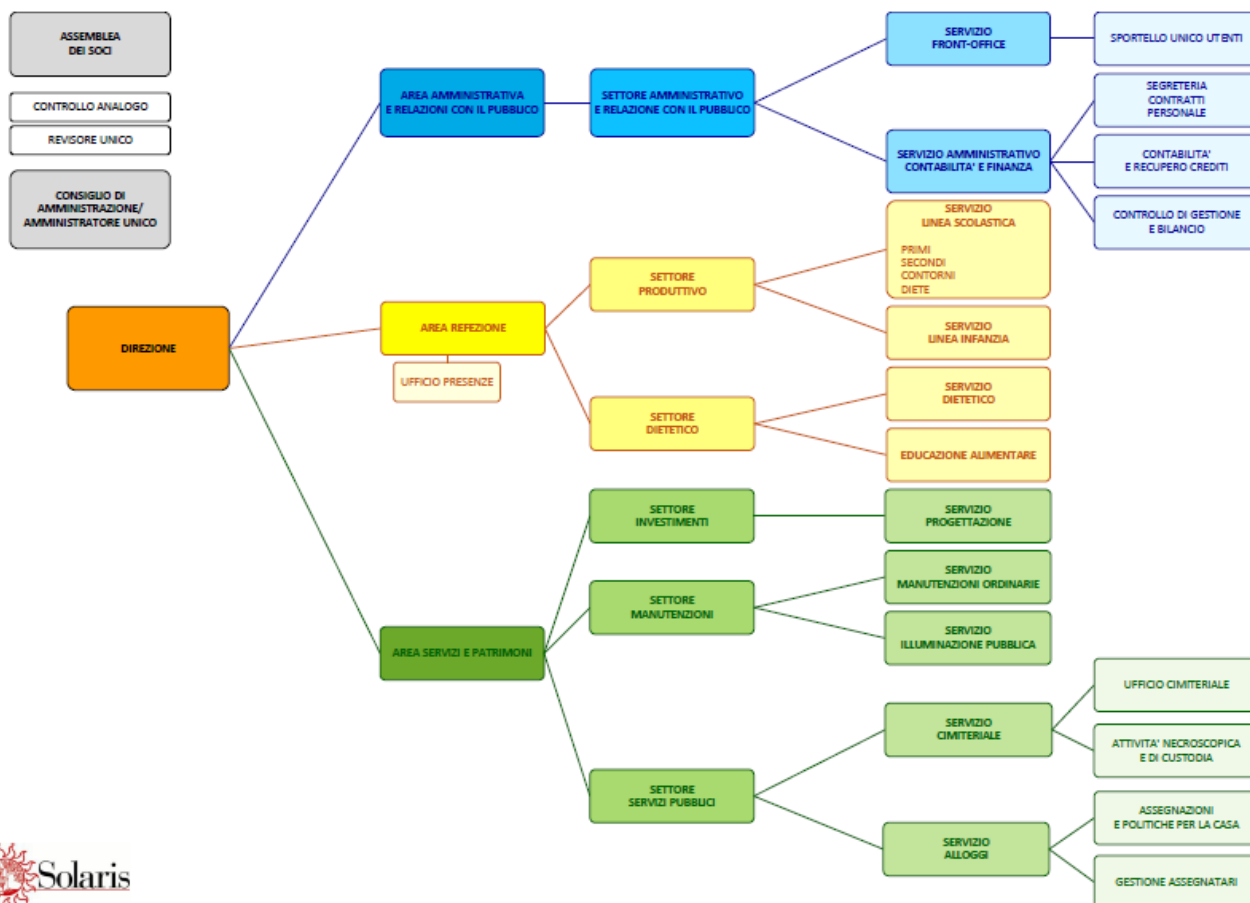 ASSEMBLEA
DEI SOCI
CONTROLLO ANALOGO
REVISORE UNICO
CONSIGLIO DI
AMMINISTRAZIONE/
AMMINISTRATORE UNICO
DIREZIONE
AREA AMMINISTRATIVA
E RELAZIONI CON IL PUBBLICO
SETTORE AMMINISTRATIVO
E RELAZIONE CON IL PUBBLICO
SERVIZIO
FRONT-OFFICE
SPORTELLO UNICO UTENTI
SERVIZIO AMMINISTRATIVO
CONTABILITA' E FINANZA
SEGRETERIA
CONTRATTI
PERSONALE
CONTABILITA'
E RECUPERO CREDITI
CONTROLLO DI GESTIONE
E BILANCIO
AREA REFEZIONE
UFFICIO PRESENZE
SETTORE
PRODUTTIVO
SERVIZIO
LINEA SCOLASTICA
PRIMI
SECONDI
CONTORNI
DIETE
SERVIZIO
LINEA INFANZIA
SETTORE
DIETETICO
SERVIZIO
DIETETICO
EDUCAZIONE ALIMENTARE
AREA SERVIZI E PATRIMONI
SETTORE
INVESTIMENTI
SERVIZIO
PROGETTAZIONE
SETTORE
MANUTENZIONI
SERVIZIO
MANUTENZIONI ORDINARIE
SERVIZIO
ILLUMINAZIONE PUBBLICA
SETTORE
SERVIZI PUBBLICI
SERVIZIO
CIMITERIALE
UFFICIO CIMITERIALE
ATTIVITA' NECROSCOPICA
E DI CUSTODIA
SERVIZIO
ALLOGGI
ASSEGNAZIONI
E POLITICHE PER LA CASA
GESTIONE ASSEGNATARI
Solaris